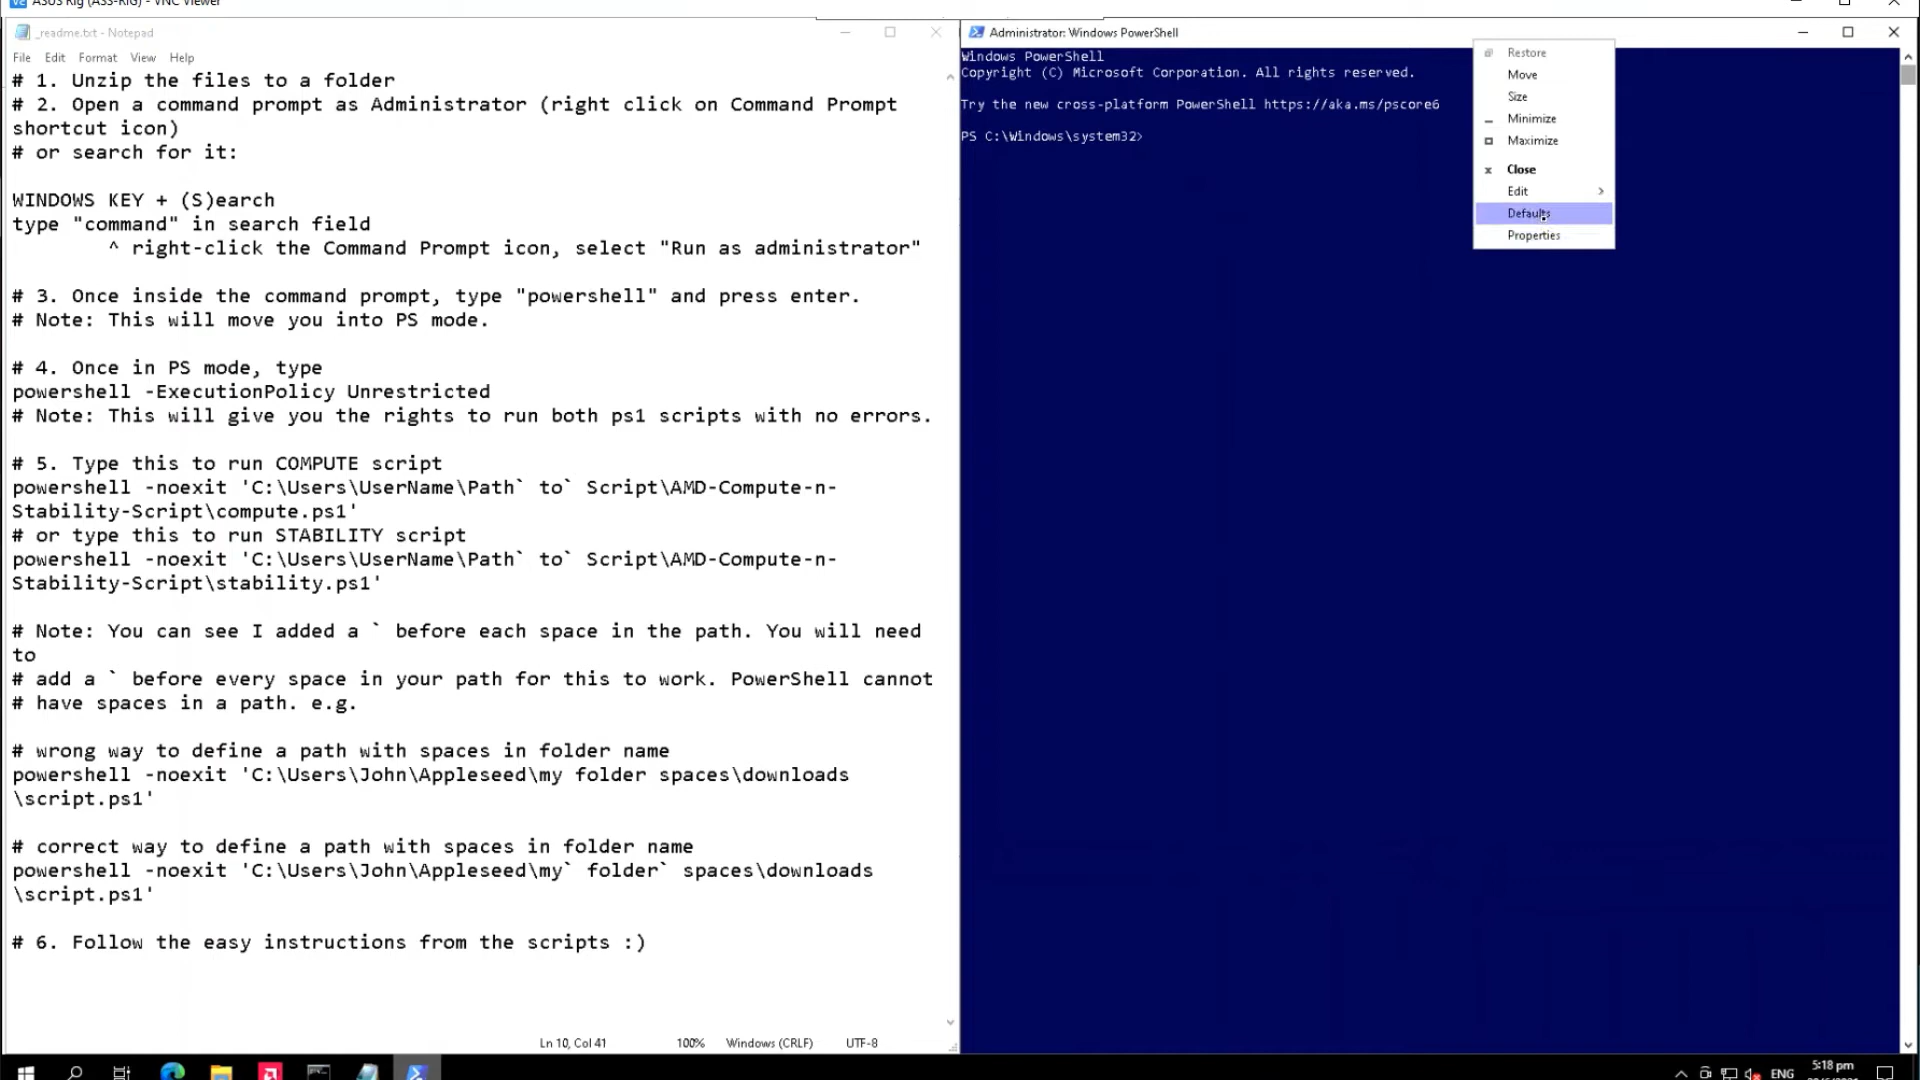 ASUS Rig (ASS-RIG) - VNC Viewer
_readme.txt - Notepad
File Edit Format View Help
# 1. Unzip the files to a folder
# 2. Open a command prompt as Administrator (right click on Command Prompt
shortcut icon)
# or search for it:
WINDOWS KEY + (S)earch
type "command" in search field
^ right-click the Command Prompt icon, select "Run as administrator"
# 3. Once inside the command prompt, type "powershell" and press enter.
# Note: This will move you into PS mode.
# 4. Once in PS mode, type
powershell -ExecutionPolicy Unrestricted
# Note: This will give you the rights to run both ps1 scripts with no errors.
# 5. Type this to run COMPUTE script
powershell -noexit 'C:\Users\UserName\Path` to` Script\AMD-Compute-n-
Stability-Script\compute.ps1'
# or type this to run STABILITY script
powershell -noexit 'C:\Users\UserName\Path` to` Script\AMD-Compute-n-
Stability-Script\stability.ps1'
# Note: You can see I added a ` before each space in the path. You will need
to
# add a ` before every space in your path for this to work. PowerShell cannot
# have spaces in a path. e.g.
# wrong way to define a path with spaces in folder name
powershell -noexit 'C:\Users\John\Appleseed\my folder spaces\downloads
\script.ps1'
# correct way to define a path with spaces in folder name
powershell -noexit 'C:\Users\John\Appleseed\my` folder` spaces\downloads
\script.ps1'
# 6. Follow the easy instructions from the scripts :)
Ln 10, Col 41 100% Windows (CRLF) UTF-8
Administrator: Windows PowerShell
Windows PowerShell
Copyright (C) Microsoft Corporation. All rights reserved.
Try the new cross-platform PowerShell https://aka.ms/pscore6
PS C:\Windows\system32>
Restore
Move
Size
Minimize
Maximize
Close
Edit
Defaults
Properties
ENG
5:18 pm